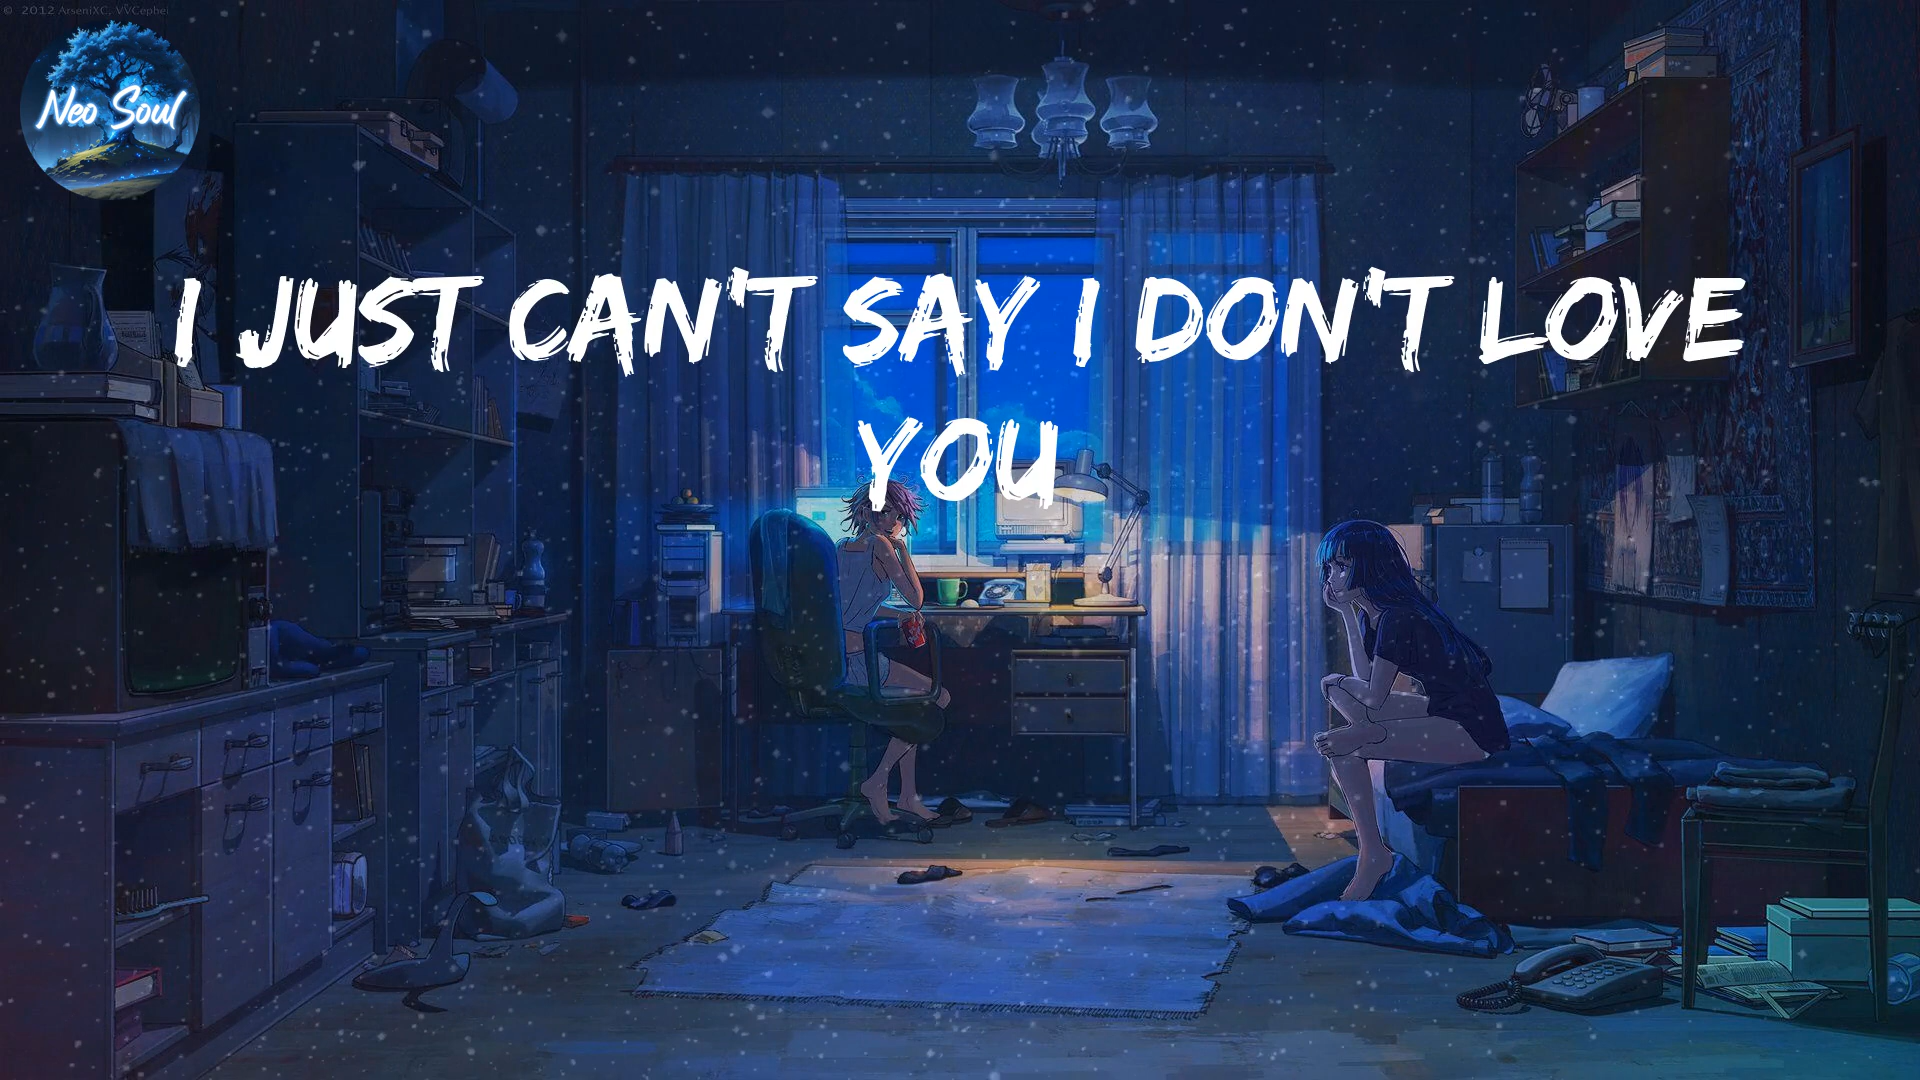 © 2012 ArseniXC, VVCephei
Neo Soul
I JUST CAN'T SAY I DON'T LOVE
YOU